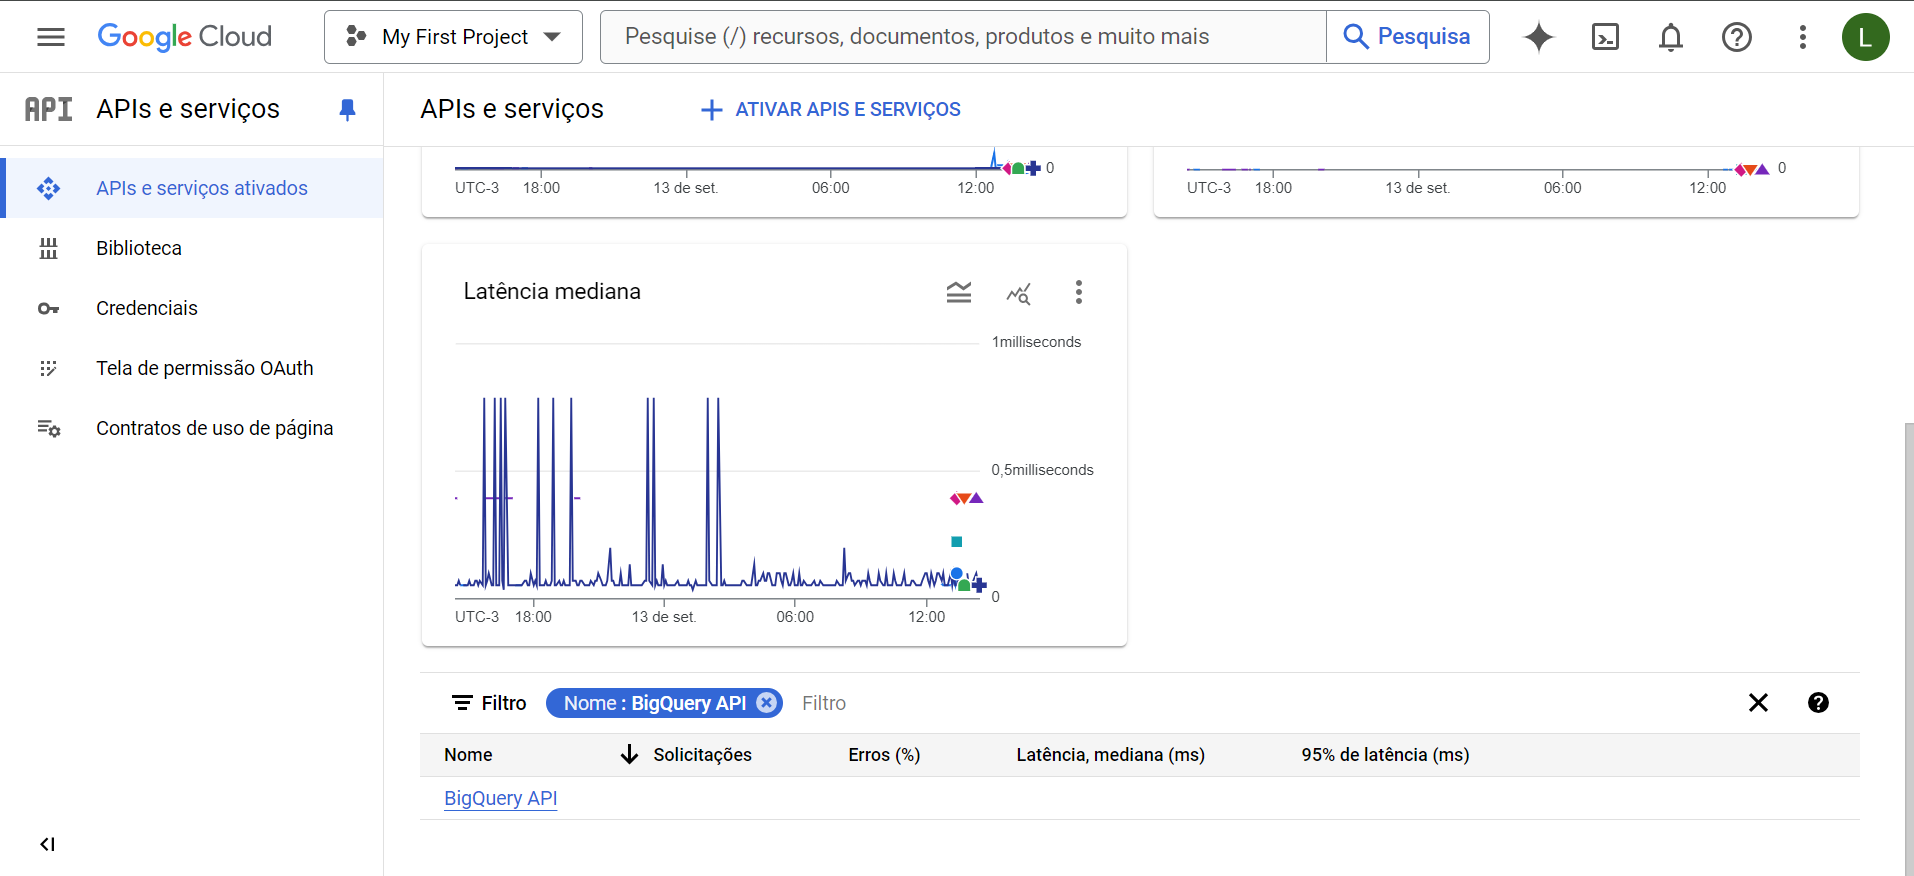 Google Cloud
My First Project
Pesquise (/) recursos, documentos, produtos e muito mais
Pesquisa
L
API APIs e serviços
APIs e serviços
ATIVAR APIS E SERVIÇOS
APIs e serviços ativados
Biblioteca
Credenciais
Tela de permissão OAuth
Contratos de uso de página
0
UTC-3 18:00 13 de set. 06:00 12:00
0
UTC-3 18:00 13 de set. 06:00 12:00
Latência mediana
1milliseconds
0,5milliseconds
0
UTC-3 18:00 13 de set. 06:00 12:00
Filtro Nome : BigQuery API Filtro
Nome Solicitações Erros (%) Latência, mediana (ms) 95% de latência (ms)
BigQuery API